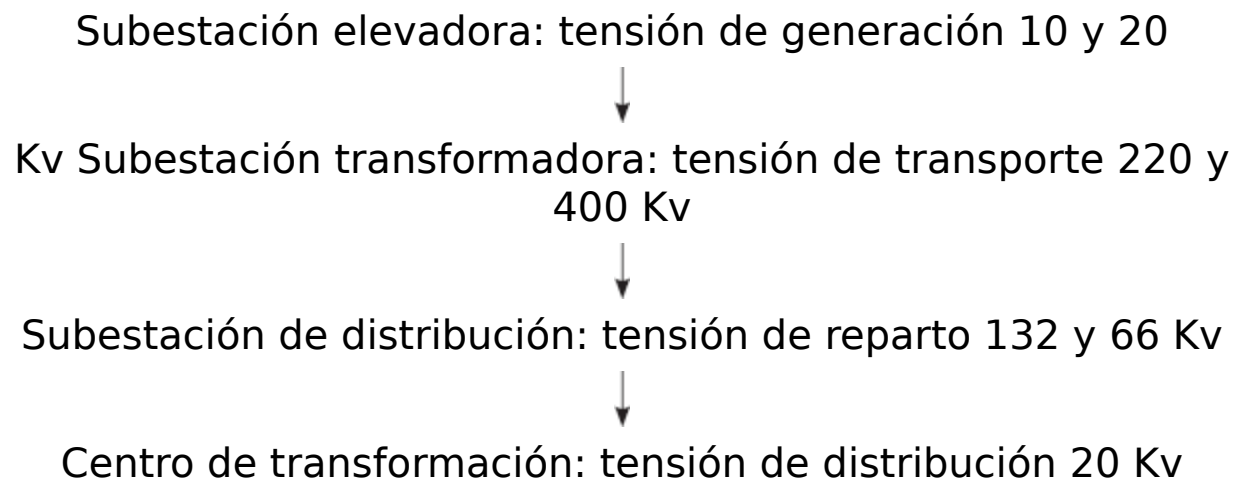 Subestación elevadora: tensión de generación 10 y 20
Kv Subestación transformadora: tensión de transporte 220 y
400 Kv
Subestación de distribución: tensión de reparto 132 y 66 Kv
Centro de transformación: tensión de distribución 20 Kv